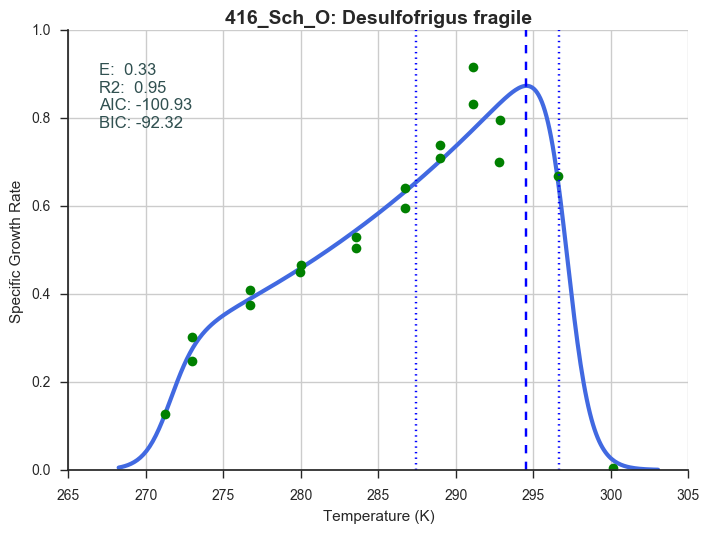 416_Sch_O: Desulfofrigus fragile
E:  0.33
R2:  0.95
AIC: -100.93
BIC: -92.32
Specific Growth Rate
1.0
0.8
0.6
0.4
0.2
0.0
265 270 275 280 285 290 295 300 305
Temperature (K)